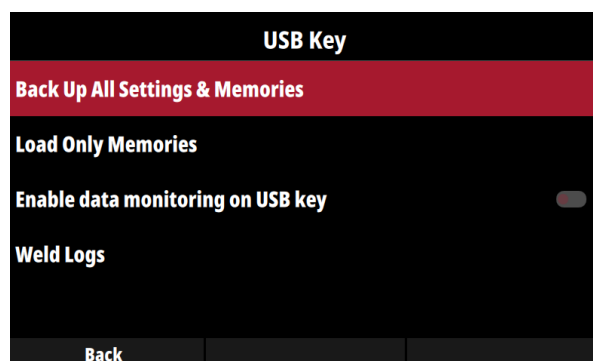 USB Key
Back Up All Settings & Memories
Load Only Memories
Enable data monitoring on USB key
Weld Logs
Back